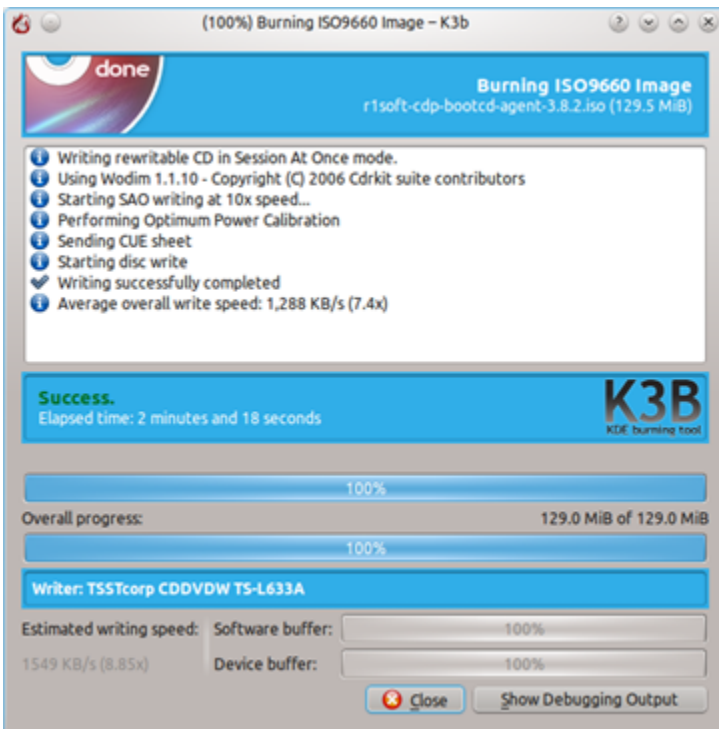 (100%) Burning ISO9660 Image – K3b
done
Burning ISO9660 Image
r1soft-cdp-bootcd-agent-3.8.2.iso (129.5 MiB)
Writing rewritable CD in Session At Once mode.
Using Wodim 1.1.10 - Copyright (C) 2006 Cdrkit suite contributors
Starting SAO writing at 10x speed...
Performing Optimum Power Calibration
Sending CUE sheet
Starting disc write
Writing successfully completed
Average overall write speed: 1,288 KB/s (7.4x)
Success.
Elapsed time: 2 minutes and 18 seconds
K3B
KDE burning tool
100%
Overall progress: 129.0 MiB of 129.0 MiB
100%
Writer: TSSTcorp CDDVDW TS-L633A
Estimated writing speed: Software buffer: 100%
1549 KB/s (8.85x) Device buffer: 100%
Close Show Debugging Output